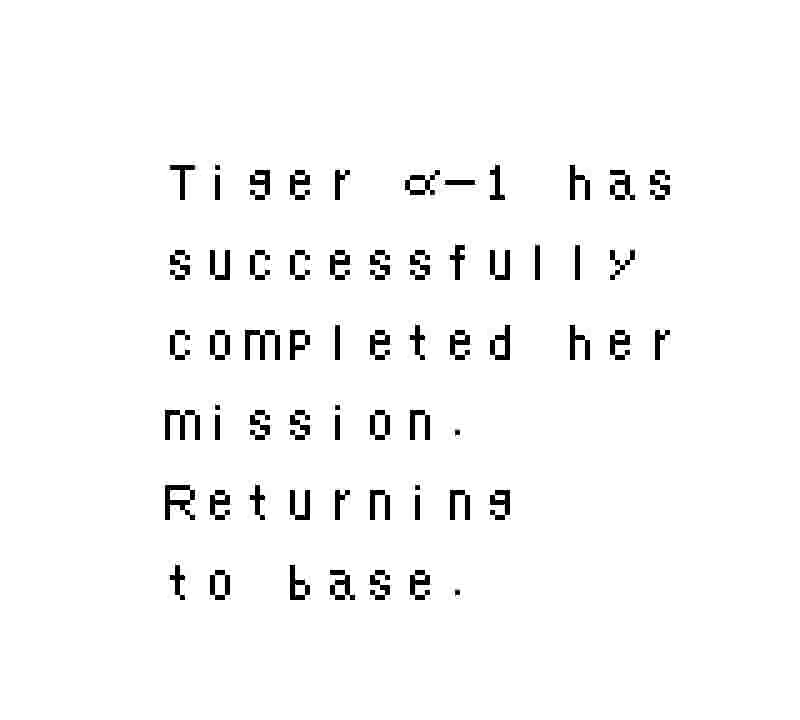 Tiger α-1 has
successfully
completed her
mission.
Returning
to base.